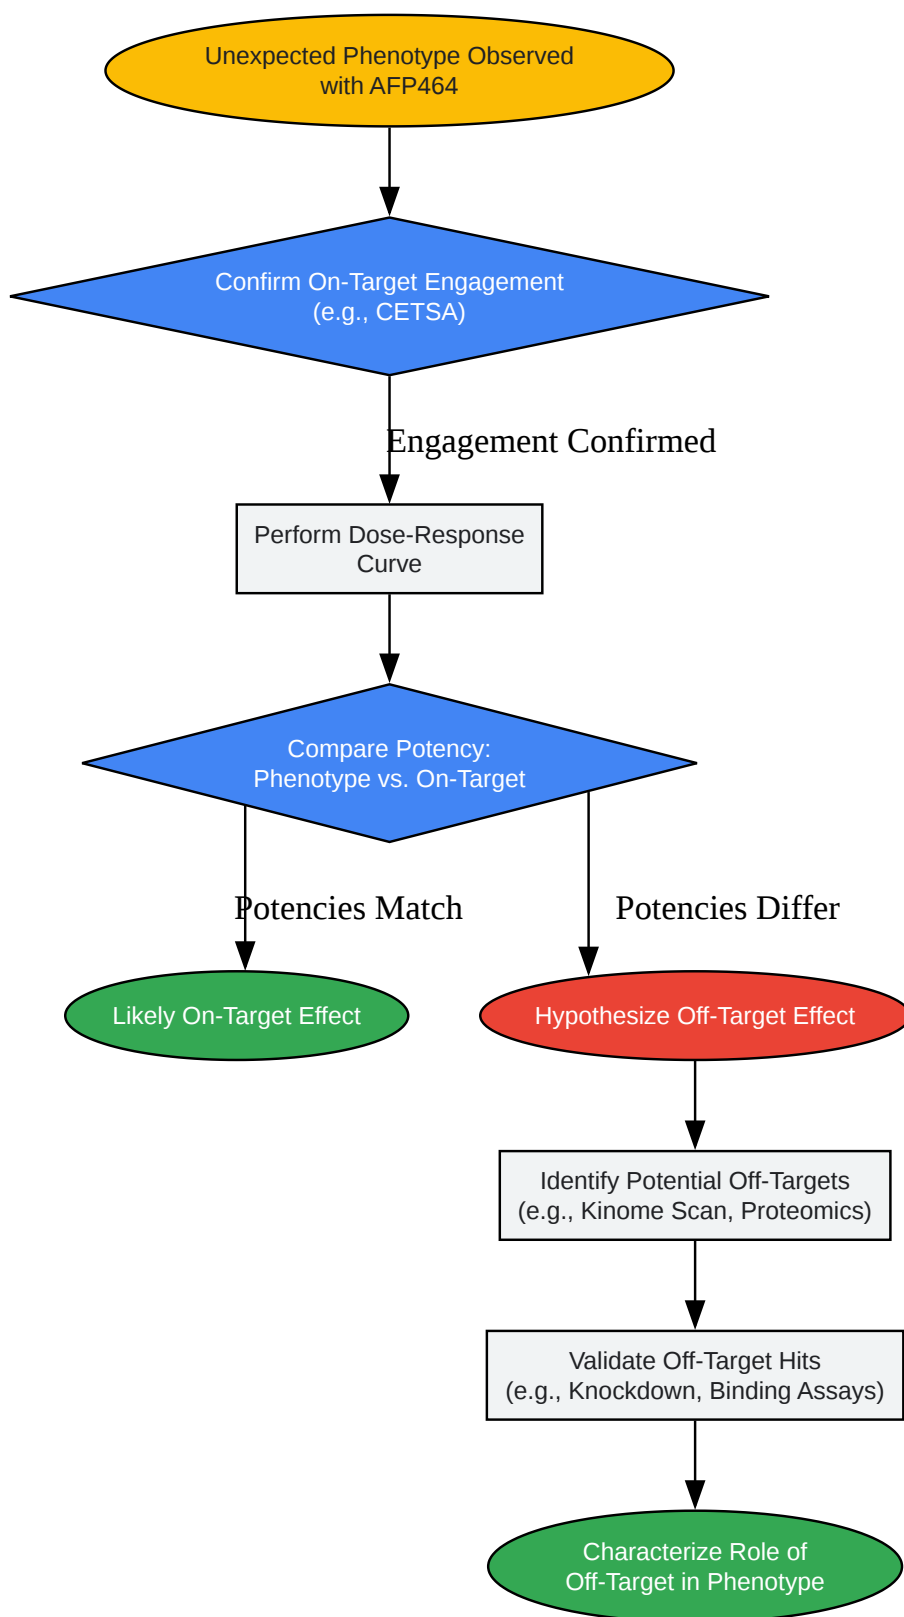 Unexpected Phenotype Observed
with AFP464
Confirm On-Target Engagement
(e.g., CETSA)
Engagement Confirmed
Perform Dose-Response
Curve
Compare Potency:
Phenotype vs. On-Target
Potencies Match
Potencies Differ
Likely On-Target Effect
Hypothesize Off-Target Effect
Identify Potential Off-Targets
(e.g., Kinome Scan, Proteomics)
Validate Off-Target Hits
(e.g., Knockdown, Binding Assays)
Characterize Role of
Off-Target in Phenotype